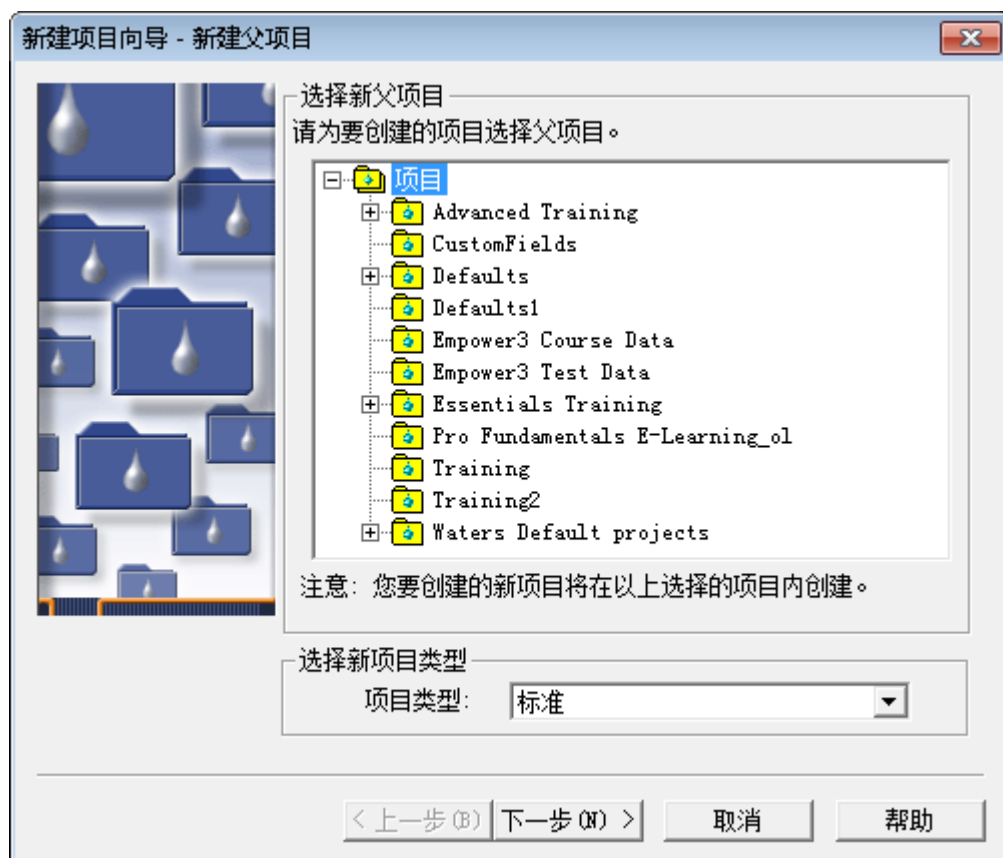 新建项目向导 - 新建父项目
选择新父项目
请为要创建的项目选择父项目。
项目
Advanced Training
CustomFields
Defaults
Defaults1
Empower3 Course Data
Empower3 Test Data
Essentials Training
Pro Fundamentals E-Learning_ol
Training
Training2
Waters Default projects
注意: 您要创建的新项目将在以上选择的项目内创建。
选择新项目类型
项目类型: 标准
< 上一步(B) 下一步(N) > 取消 帮助